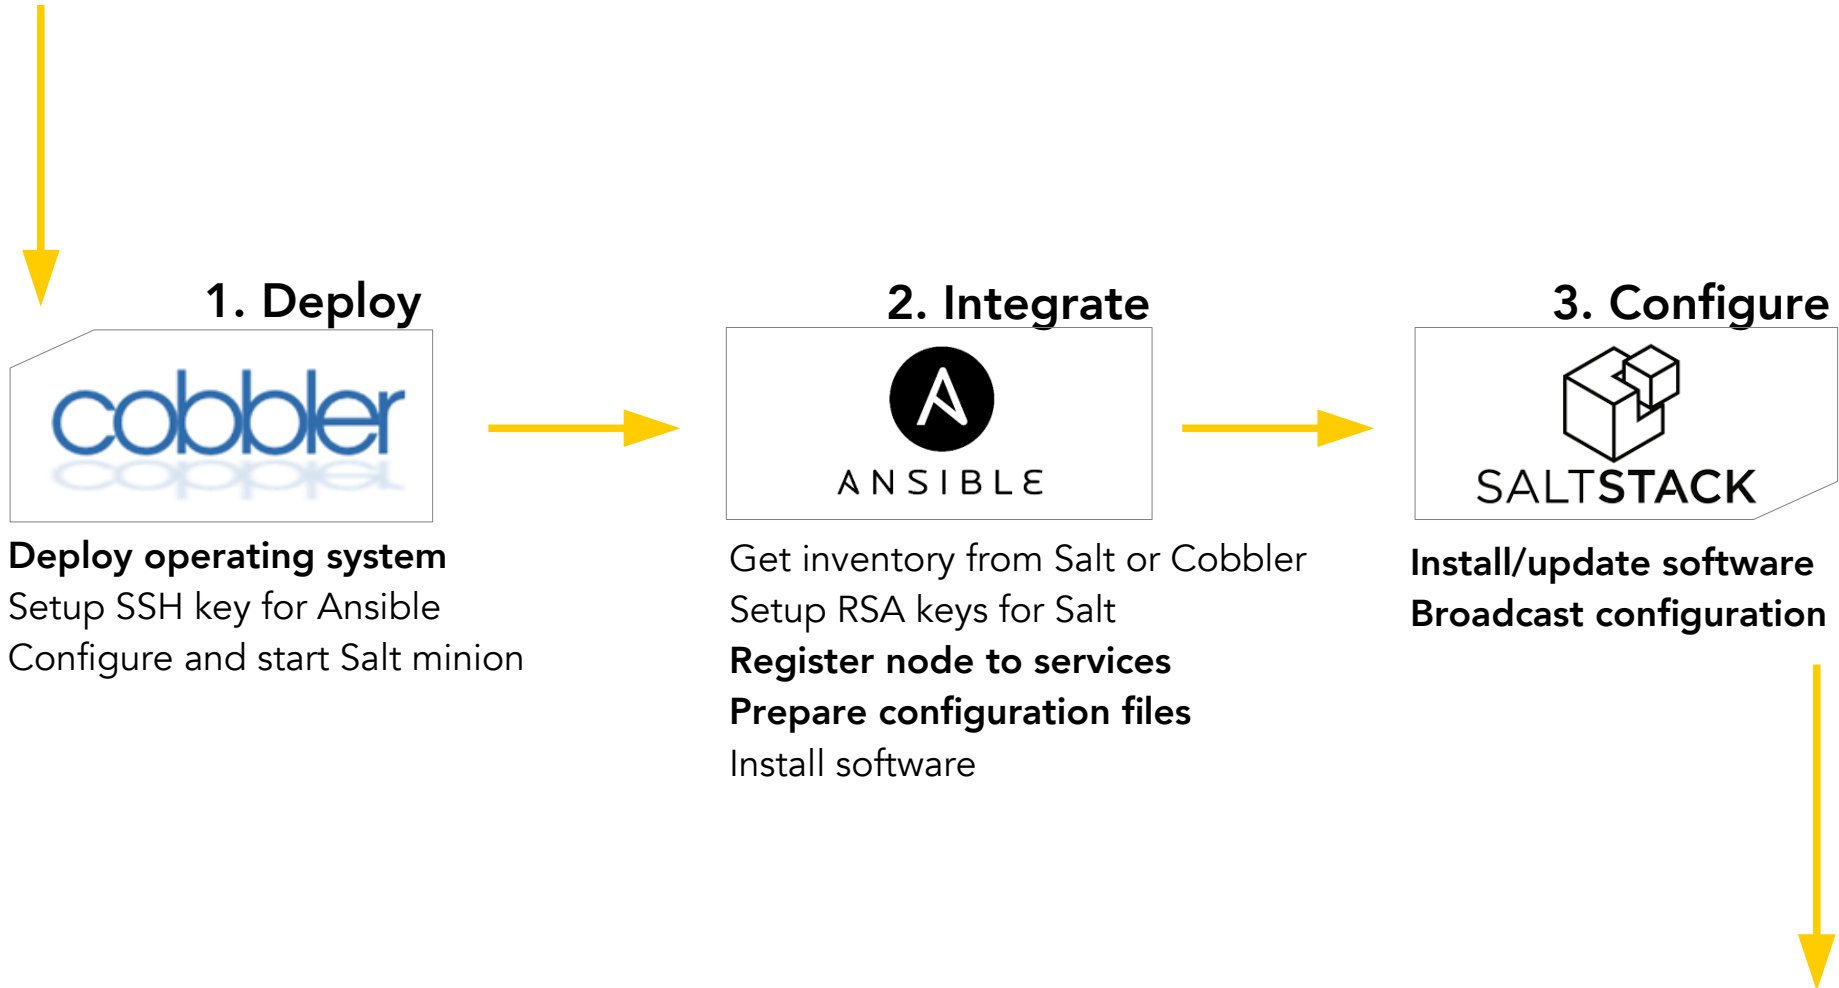 1. Deploy
cobbler
Deploy operating system
Setup SSH key for Ansible
Configure and start Salt minion
2. Integrate
ANSIBLE
Get inventory from Salt or Cobbler
Setup RSA keys for Salt
Register node to services
Prepare configuration files
Install software
3. Configure
SALTSTACK
Install/update software
Broadcast configuration